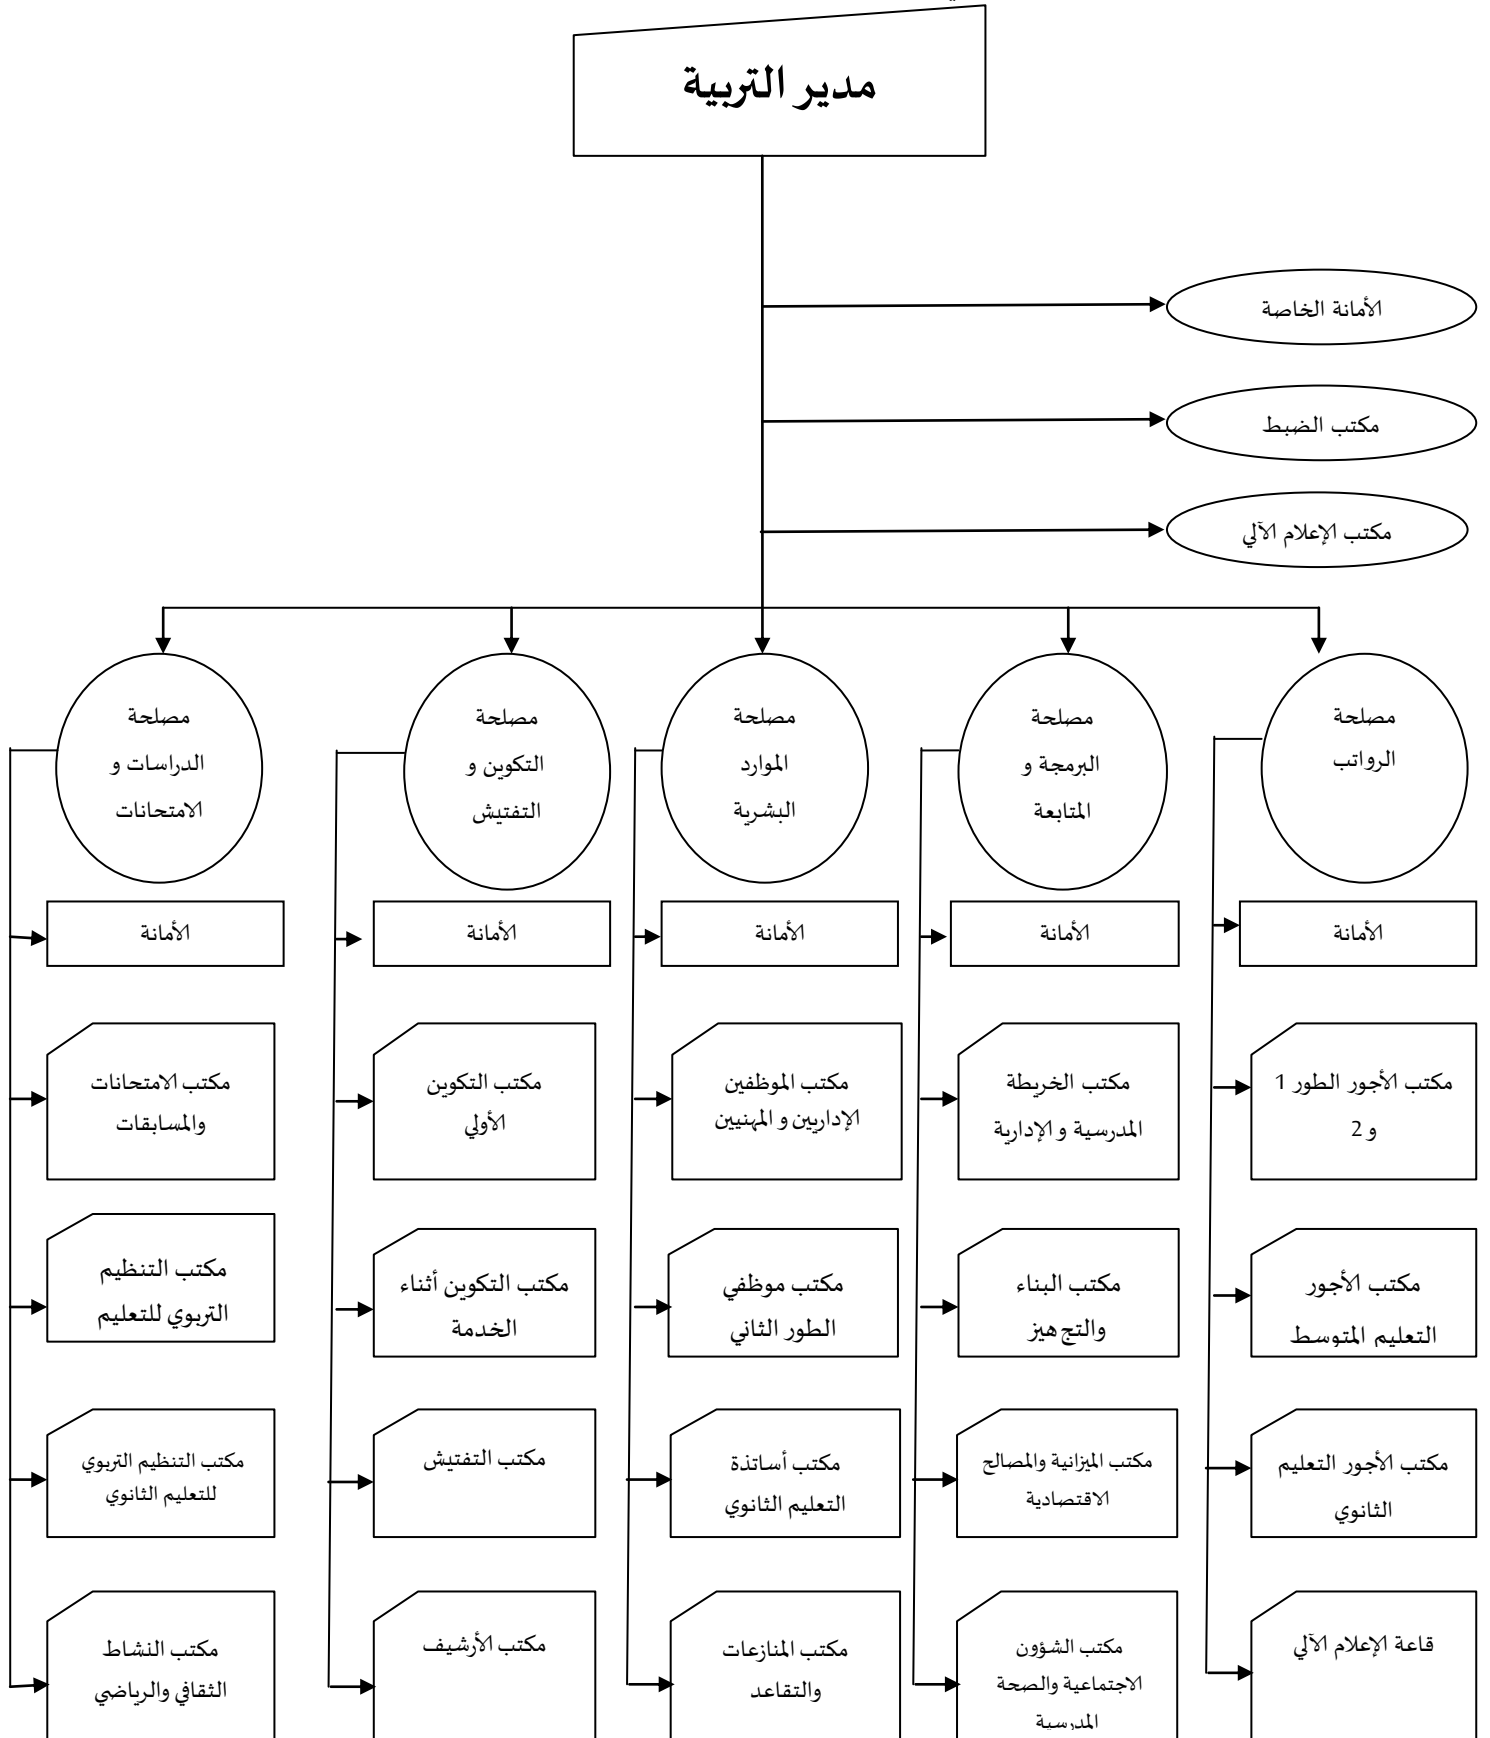 مدير التربية
الأمانة الخاصة
مكتب الضبط
مكتب الإعلام الآلي
مصلحة
الرواتب
مصلحة
البرمجة و
المتابعة
مصلحة
الموارد
البشرية
مصلحة
التكوين و
التفتيش
مصلحة
الدراسات و
الامتحانات
الأمانة
الأمانة
الأمانة
الأمانة
الأمانة
مكتب الأجور الطور 1
و 2
مكتب الخريطة
المدرسية و الإدارية
مكتب الموظفين
الإداريين و المهنيين
مكتب التكوين
الأولي
مكتب الامتحانات
والمسابقات
مكتب الأجور
التعليم المتوسط
مكتب البناء
والتجهيز
مكتب موظفي
الطور الثاني
مكتب التكوين أثناء
الخدمة
مكتب التنظيم
التربوي للتعليم
مكتب الأجور التعليم
الثانوي
مكتب الميزانية والمصالح
الاقتصادية
مكتب أساتذة
التعليم الثانوي
مكتب التفتيش
مكتب التنظيم التربوي
للتعليم الثانوي
قاعة الإعلام الآلي
مكتب الشؤون
الاجتماعية والصحة
المدرسية
مكتب المنازعات
والتقاعد
مكتب الأرشيف
مكتب النشاط
الثقافي والرياضي